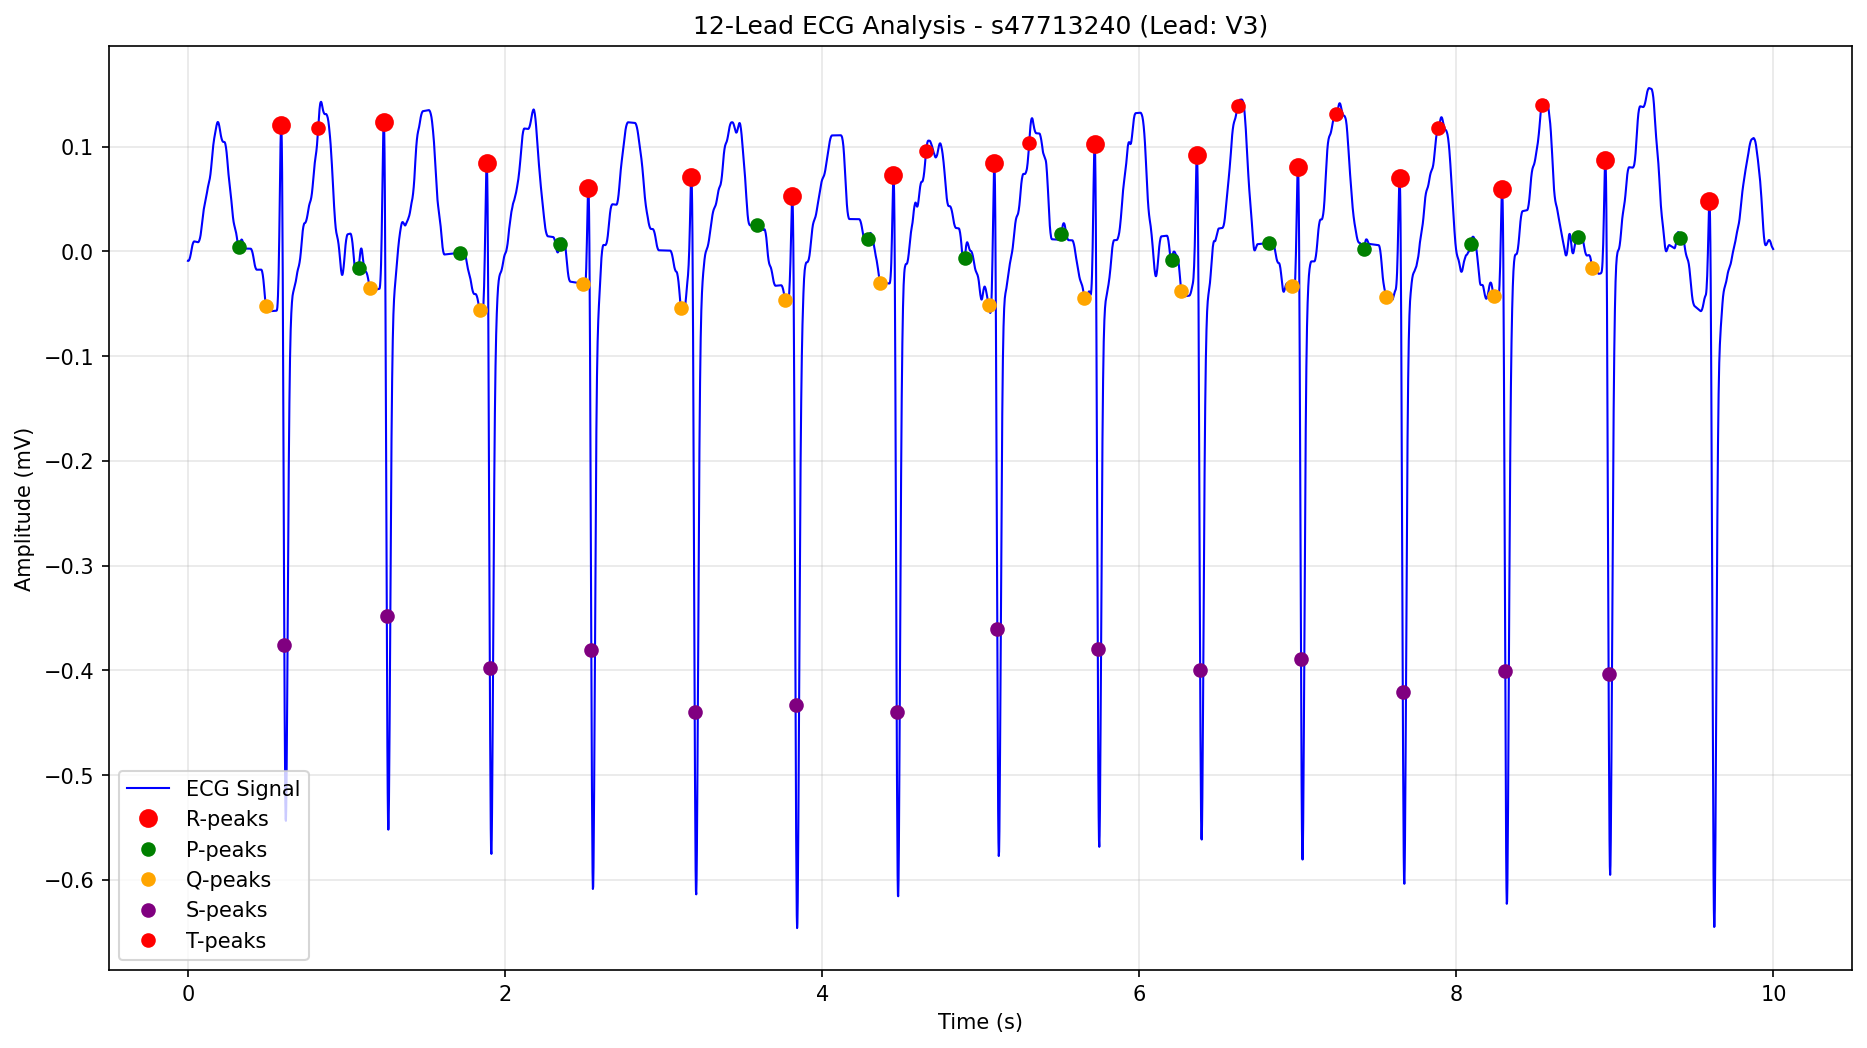 12-Lead ECG Analysis - s47713240 (Lead: V3)
0.1
0.0
−0.1
−0.2
−0.3
−0.4
−0.5
−0.6
Amplitude (mV)
ECG Signal
R-peaks
P-peaks
Q-peaks
S-peaks
T-peaks
0 2 4 6 8 10
Time (s)